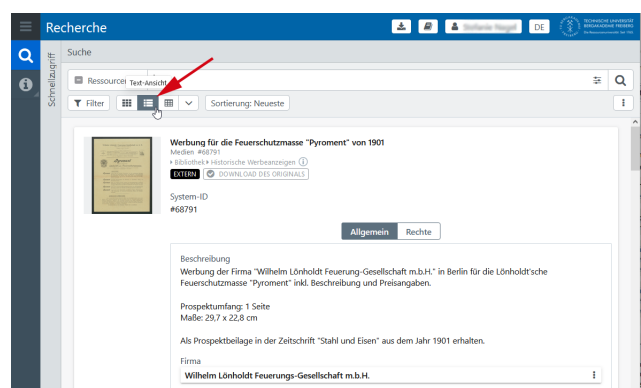 Recherche
DE
TECHNISCHE UNIVERSITÄT
BERGAKADEMIE FREIBERG
Schnellzugriff
Suche
Text-Ansicht
Filter
Sortierung: Neueste
Werbung für die Feuerschutzmasse "Pyroment" von 1901
Medien #68791
Bibliothek Historische Werbeanzeigen
EXTERN DOWNLOAD DES ORIGINALS
System-ID
#68791
Allgemein Rechte
Beschreibung
Werbung der Firma "Wilhelm Lönholdt Feuerung-Gesellschaft m.b.H." in Berlin für die Lönholdt'sche
Feuerschutzmasse "Pyroment" inkl. Beschreibung und Preisangaben.
Prospektumfang: 1 Seite
Maße: 29,7 x 22,8 cm
Als Prospektbeilage in der Zeitschrift "Stahl und Eisen" aus dem Jahr 1901 erhalten.
Firma
Wilhelm Lönholdt Feuerungs-Gesellschaft m.b.H.